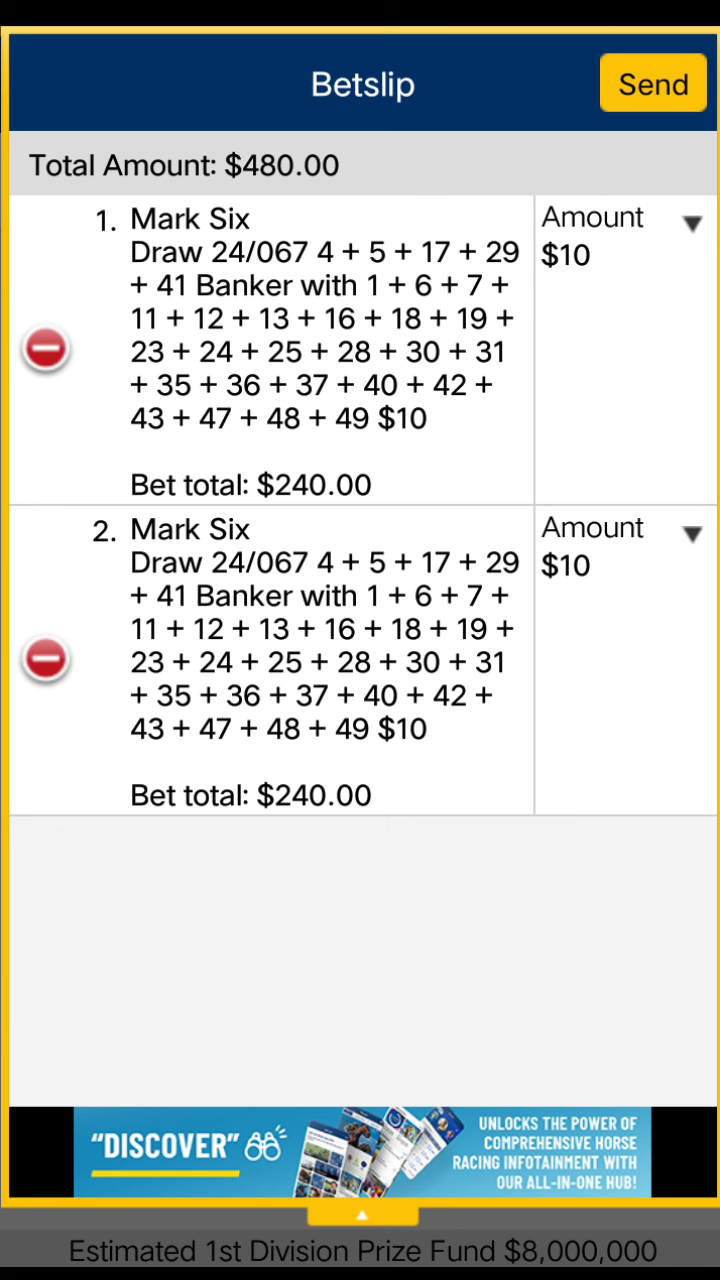 Betslip
Send
Total Amount: $480.00
1. Mark Six
Draw 24/067 4 + 5 + 17 + 29
+ 41 Banker with 1 + 6 + 7 +
11 + 12 + 13 + 16 + 18 + 19 +
23 + 24 + 25 + 28 + 30 + 31
+ 35 + 36 + 37 + 40 + 42 +
43 + 47 + 48 + 49 $10
Bet total: $240.00
Amount
$10
2. Mark Six
Draw 24/067 4 + 5 + 17 + 29
+ 41 Banker with 1 + 6 + 7 +
11 + 12 + 13 + 16 + 18 + 19 +
23 + 24 + 25 + 28 + 30 + 31
+ 35 + 36 + 37 + 40 + 42 +
43 + 47 + 48 + 49 $10
Bet total: $240.00
Amount
$10
"DISCOVER"
UNLOCKS THE POWER OF
COMPREHENSIVE HORSE
RACING INFOTAINMENT WITH
OUR ALL-IN-ONE HUB!
Estimated 1st Division Prize Fund $8,000,000